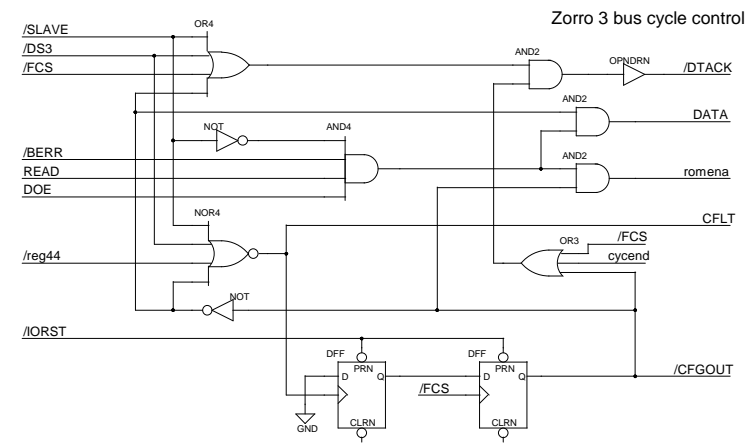 Zorro 3 bus cycle control
/SLAVE
OR4
/DS3
AND2
/FCS
OPNDRN
/DTACK
AND2
DATA
NOT
AND4
/BERR
AND2
READ
romena
DOE
NOR4
CFLT
/FCS
OR3
cycend
/reg44
NOT
/IORST
DFF
PRN
DFF
PRN
D
Q
D
Q
/CFGOUT
/FCS
GND
CLRN
CLRN